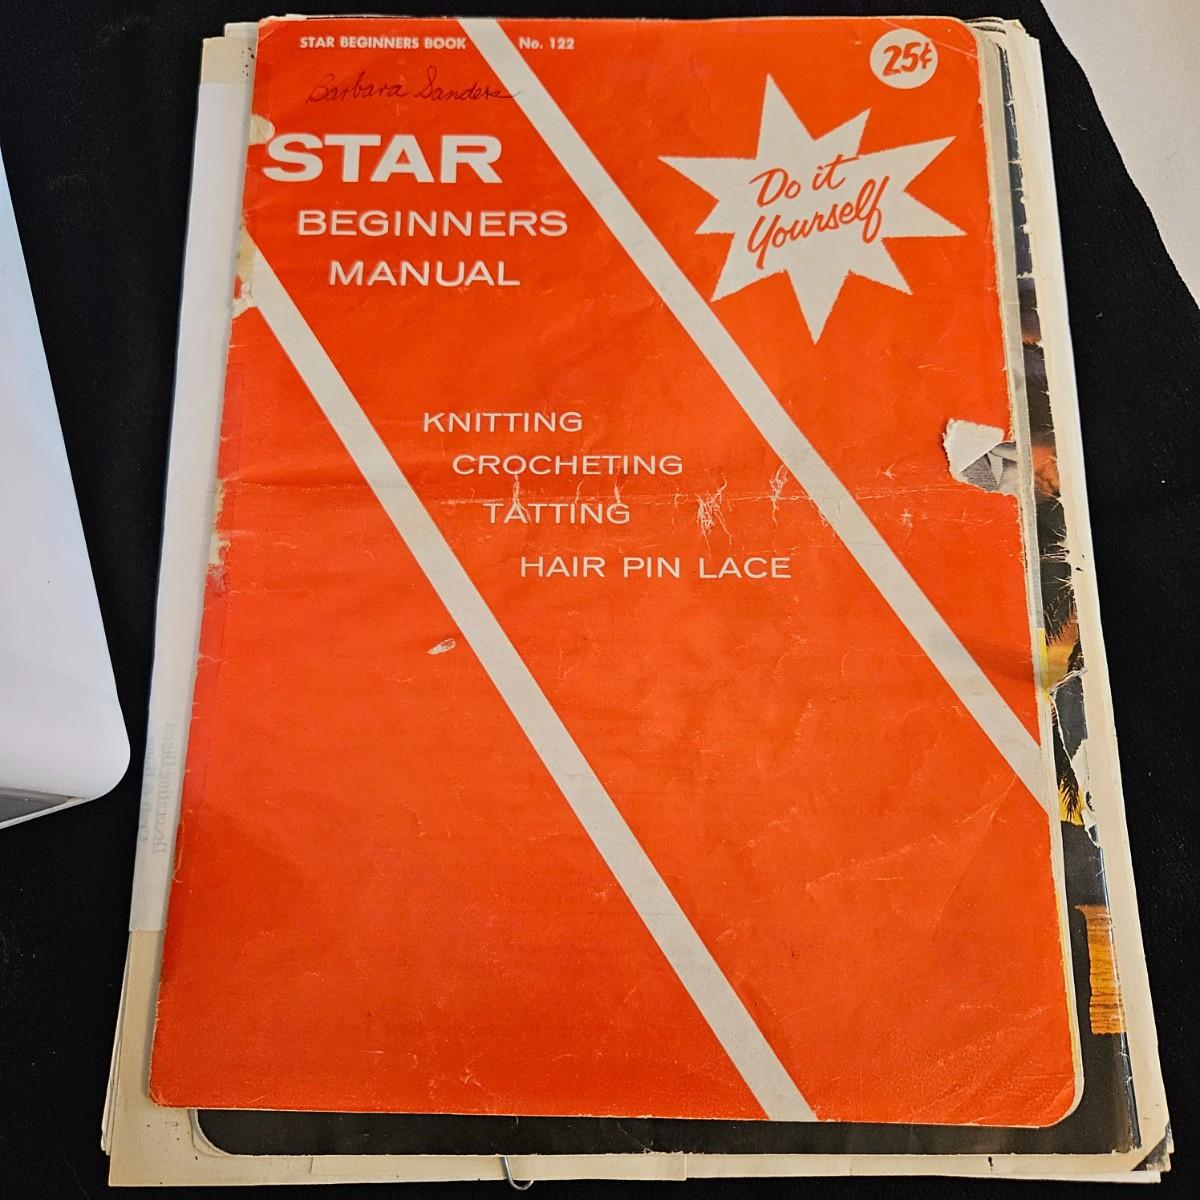 STAR BEGINNERS BOOK No. 122
25¢
Barbara Sanders
STAR
BEGINNERS
MANUAL
Do it
Yourself
KNITTING
CROCHETING
TATTING
HAIR PIN LACE